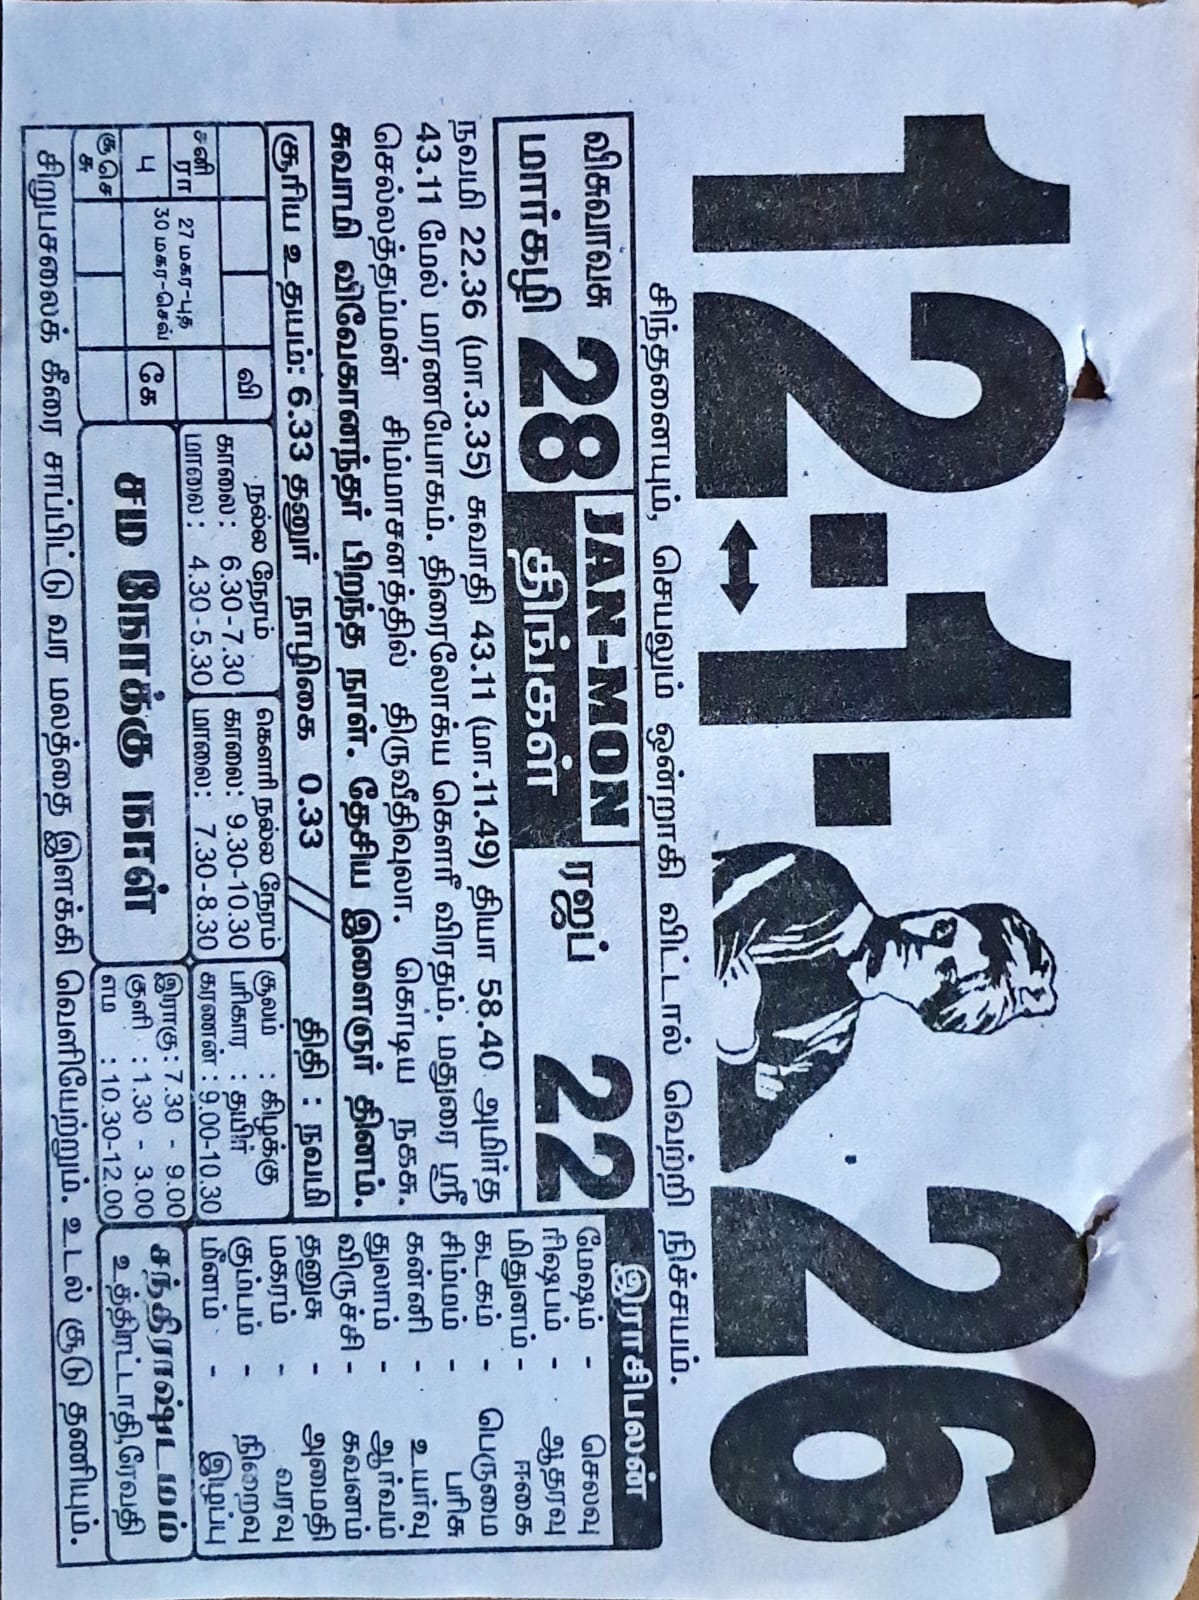 12-1-26
சிந்தனையும், செயலும் ஒன்றாகி விட்டால் வெற்றி நிச்சயம்.
விசுவாவசு
மார்கழி 28
JAN-MON
திங்கள்
ரஜப் 22
நவமி 22.36 (மா.3.35) சுவாதி 43.11 (மா.11.49) தியா 58.40 அமிர்த
43.11 மேல் மரணயோகம். திரைலோக்ய கௌரீ விரதம். மதுரை ஸ்ரீ
செல்லத்தம்மன் சிம்மாசனத்தில் திருவீதிவுலா. கொடிய நகசு.
சுவாமி விவேகானந்தர் பிறந்த நாள். தேசிய இளைஞர் தினம்.
சூரிய உதயம்: 6.33 தனுர் நாழிகை 0.33 // திதி : நவமி
வி
சனி ரா
27 மகர-புத
30 மகர-செவ்
பு
கே
சூ செ
சு
நல்ல நேரம்
காலை: 6.30-7.30
மாலை: 4.30-5.30
கௌரி நல்ல நேரம்
காலை: 9.30-10.30
மாலை: 7.30-8.30
சூலம் : கிழக்கு
பரிகார : தயிர்
கரணன் : 9.00-10.30
சம நோக்கு நாள்
இராகு: 7.30 - 9.00
குளி : 1.30 - 3.00
எம : 10.30-12.00
இராசிபலன்
மேஷம் - செலவு
ரிஷபம் - ஆதரவு
மிதுனம் - ஈகை
கடகம் - பெருமை
சிம்மம் - பரிசு
கன்னி - உயர்வு
துலாம் - ஆர்வம்
விருச்சி - கவனம்
தனுசு - அமைதி
மகரம் - வரவு
கும்பம் - நிறைவு
மீனம் - இழப்பு
சந்திராஷ்டமம்
உத்திரட்டாதி,ரேவதி
சிறுபசலைக் கீரை சாப்பிட்டு வர மலத்தை இளக்கி வெளியேற்றும். உடல் சூடு தணியும்.